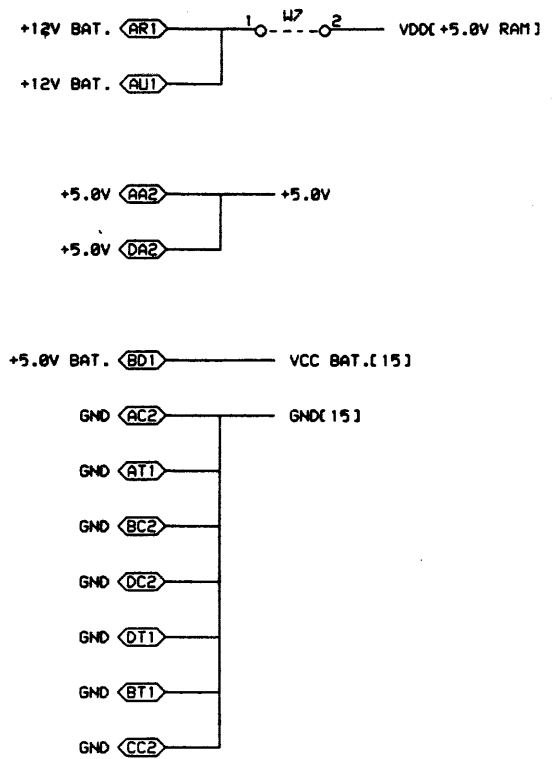 +12V BAT. AR1 1 W7 2 VDD[+5.0V RAM]
+12V BAT. AU1
+5.0V AA2 +5.0V
+5.0V DA2
+5.0V BAT. BD1 VCC BAT.[15]
GND AC2 GND[15]
GND AT1
GND BC2
GND DC2
GND DT1
GND BT1
GND CC2